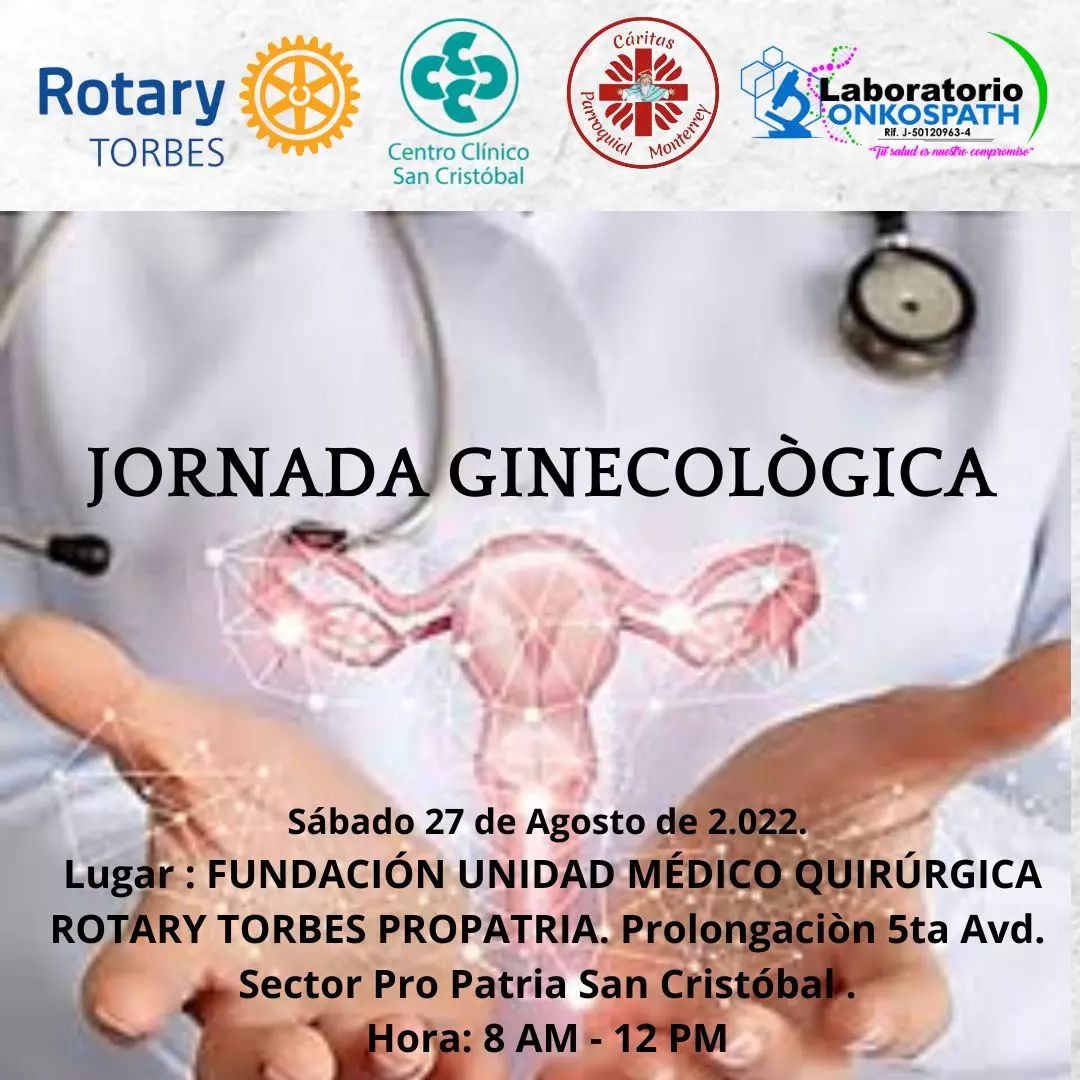 Rotary
TORBES
Centro Clínico
San Cristóbal
Cáritas
Parroquial Monterrey
Laboratorio
ONKOSPATH
Rif. J-50120963-4
"Tú salud es nuestro compromiso"
JORNADA GINECOLÒGICA
Sábado 27 de Agosto de 2.022.
Lugar : FUNDACIÓN UNIDAD MÉDICO QUIRÚRGICA
ROTARY TORBES PROPATRIA. Prolongaciòn 5ta Avd.
Sector Pro Patria San Cristóbal .
Hora: 8 AM - 12 PM